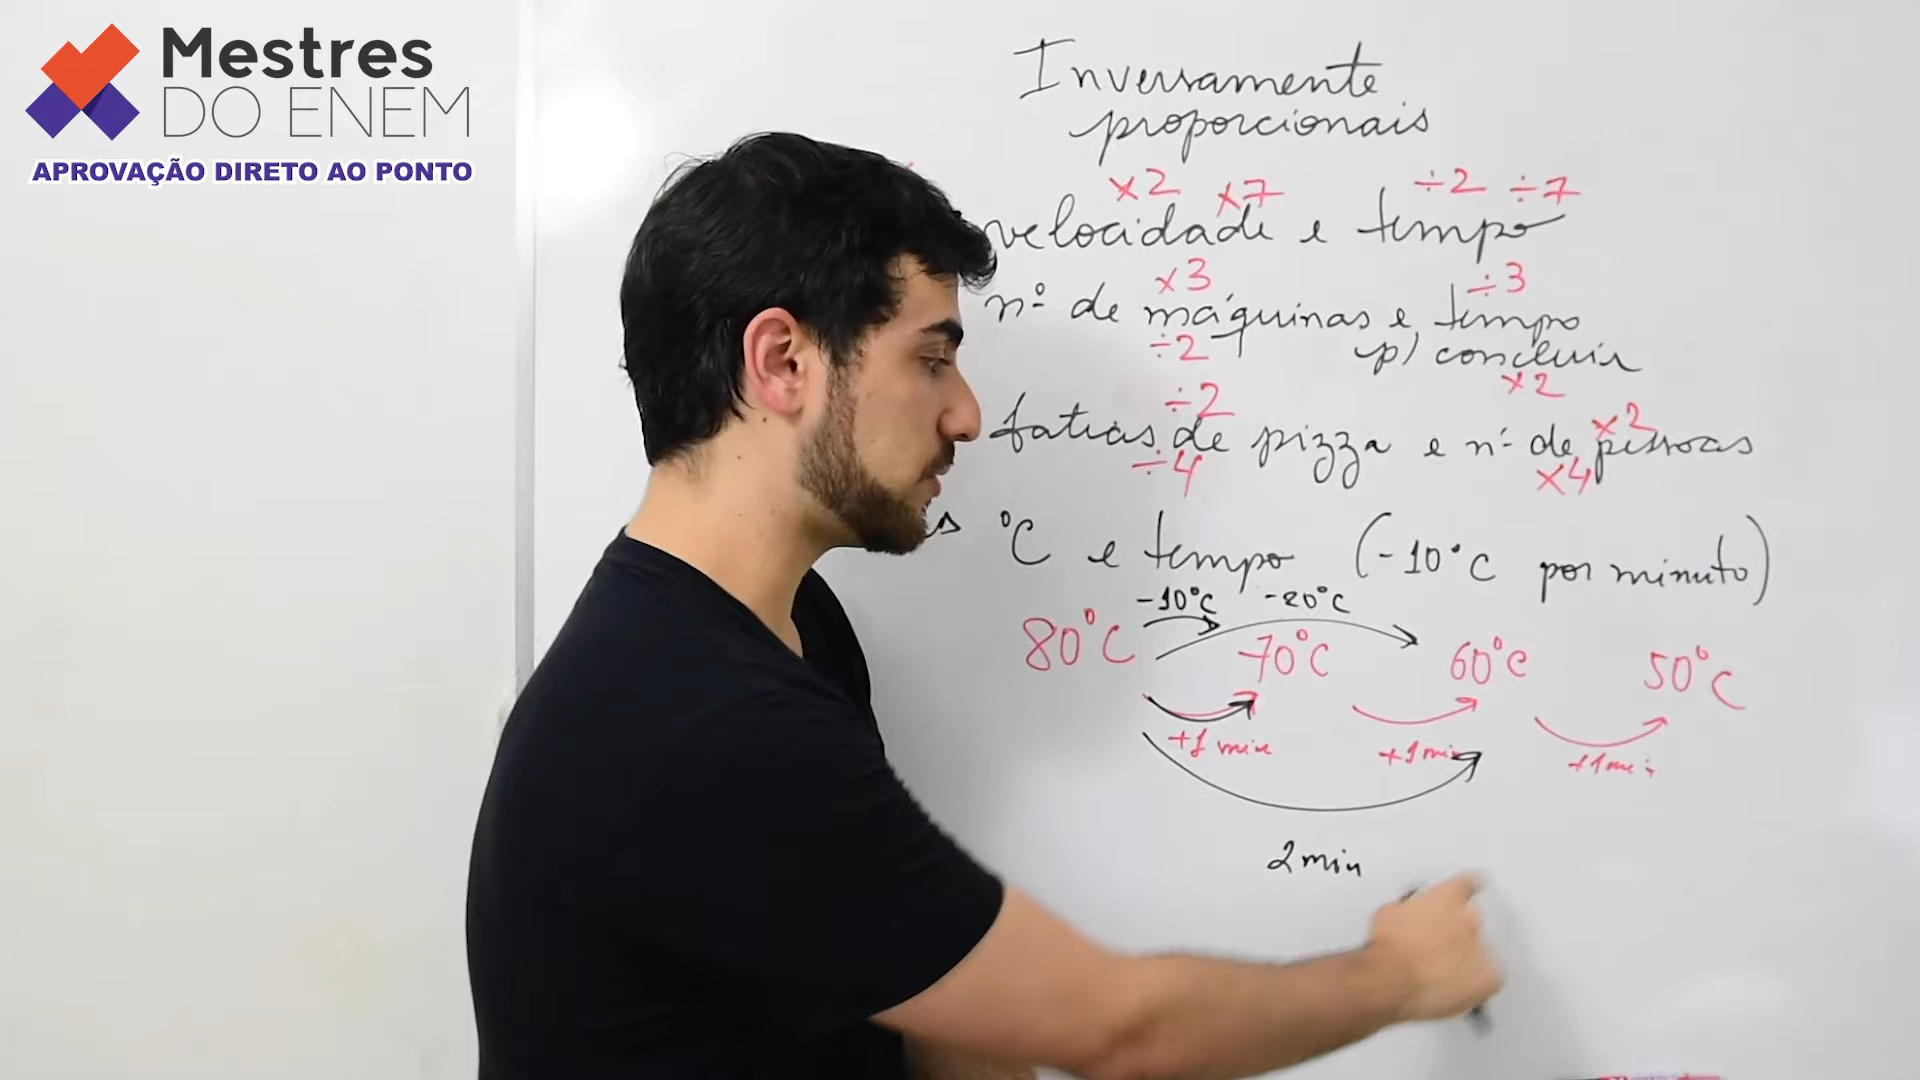 Mestres
DO ENEM
APROVAÇÃO DIRETO AO PONTO
Inversamente
proporcionais
×2 ×7 ÷2 ÷7
velocidade e tempo
×3 ÷3
nº de máquinas e tempo
÷2 p/ concluir
×2
÷2 ×2
fatias de pizza e nº de pessoas
÷4 ×4
°C e tempo (-10°C por minuto)
-10°C -20°C
80°C 70°C 60°C 50°C
+1 min +1 min +1 min
2 min